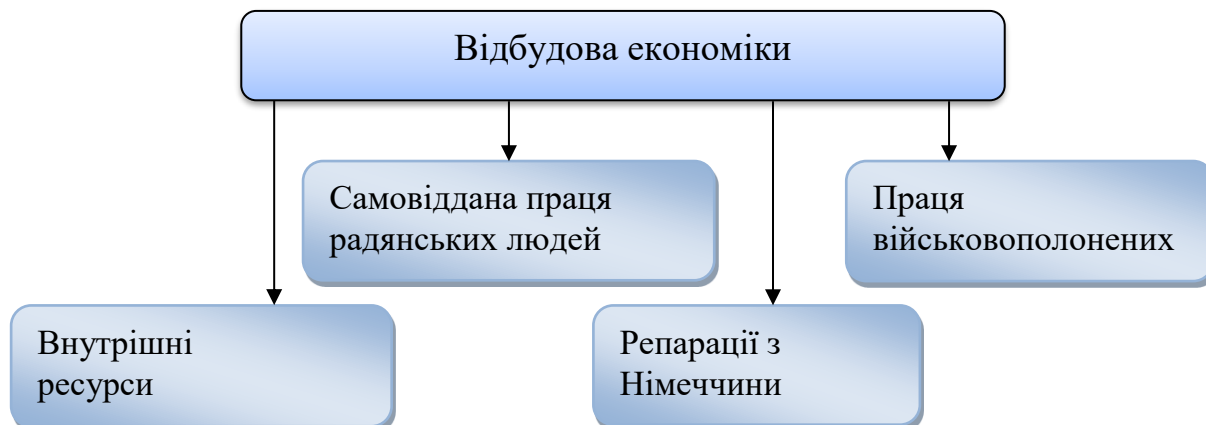 Відбудова економіки
Самовіддана праця
радянських людей
Праця
військовополонених
Внутрішні
ресурси
Репарації з
Німеччини